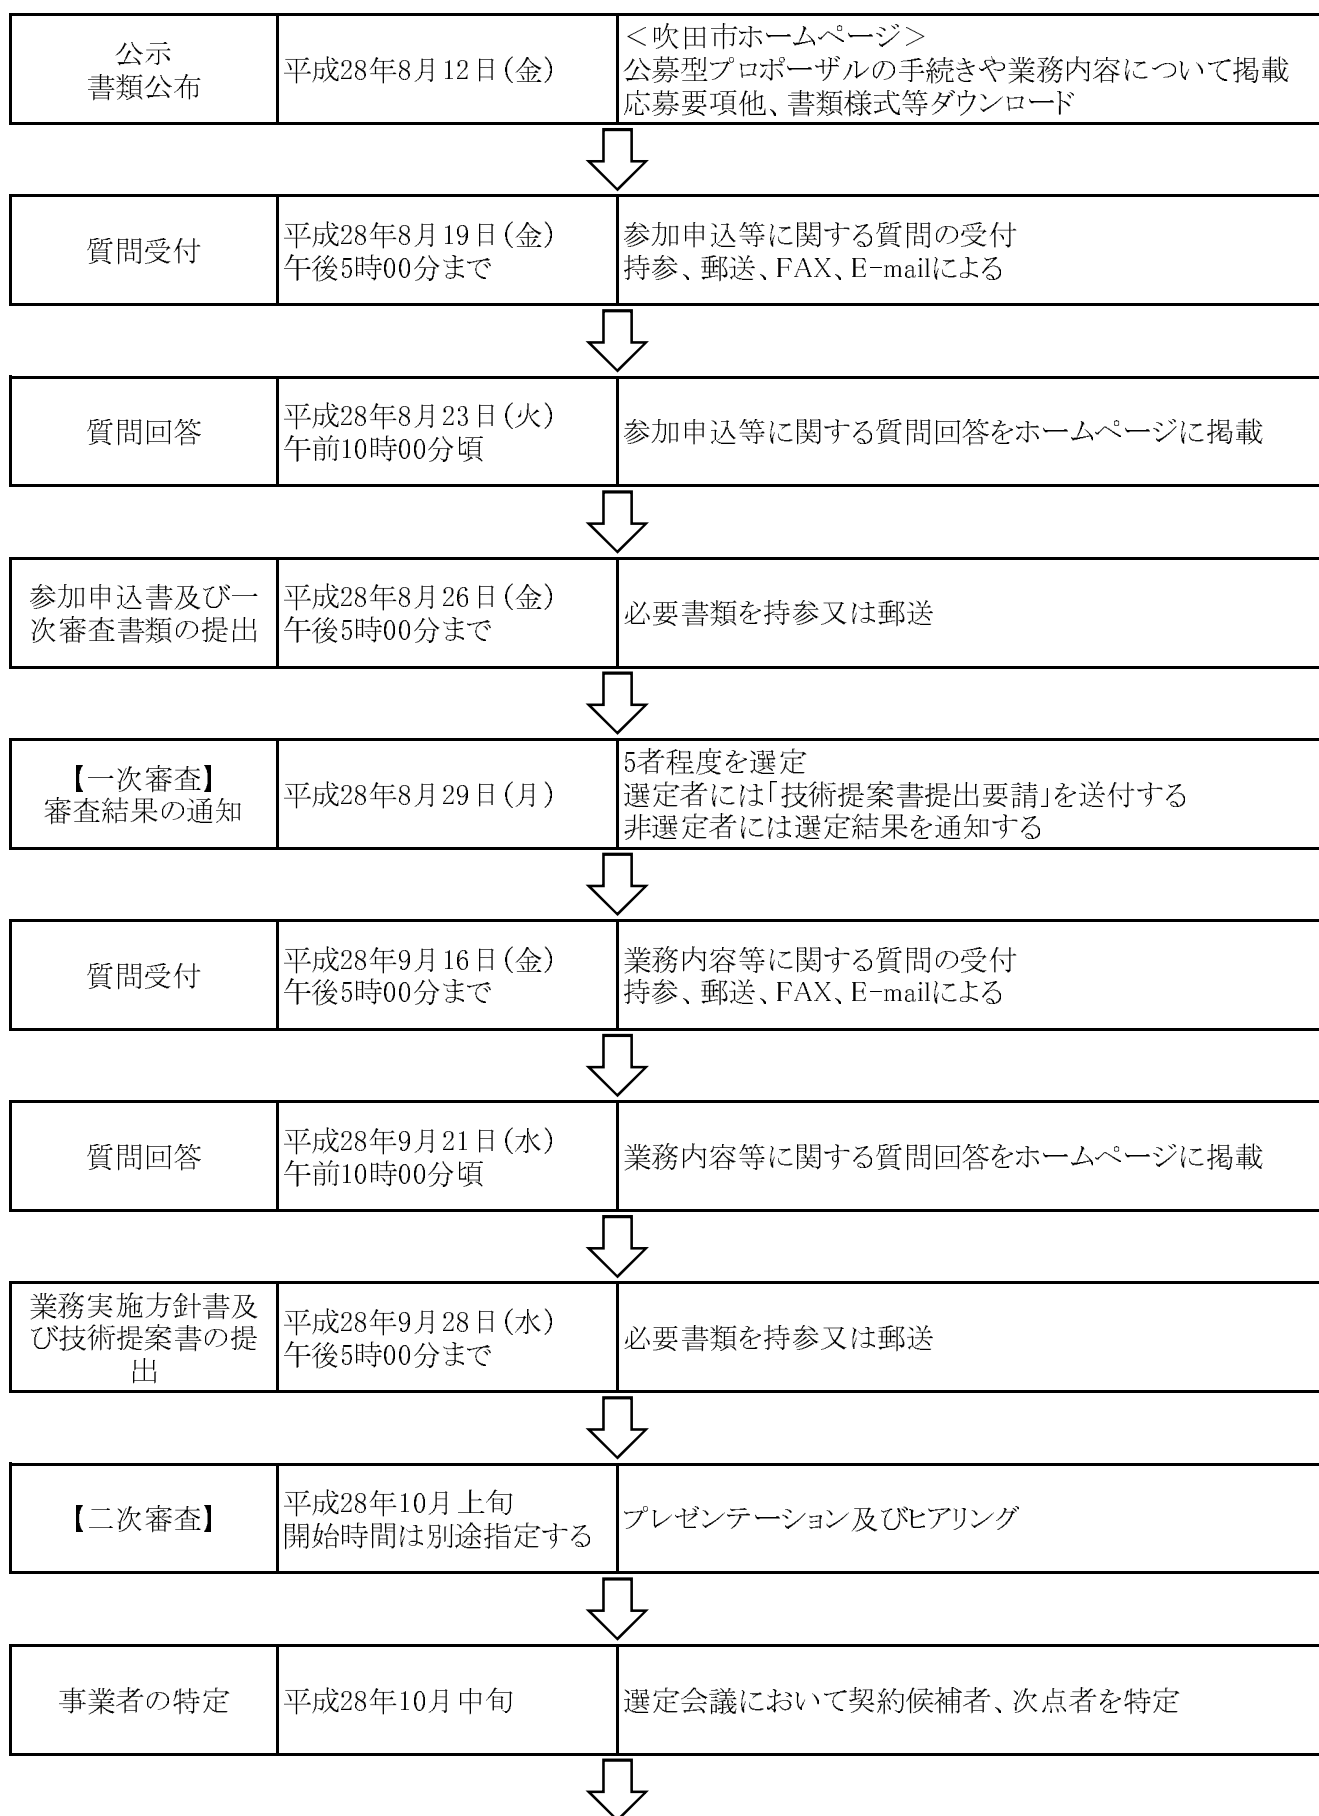 公示
書類公布
平成28年8月12日(金)
＜吹田市ホームページ＞
公募型プロポーザルの手続きや業務内容について掲載
応募要項他、書類様式等ダウンロード
質問受付
平成28年8月19日(金)
午後5時00分まで
参加申込等に関する質問の受付
持参、郵送、FAX、E-mailによる
質問回答
平成28年8月23日(火)
午前10時00分頃
参加申込等に関する質問回答をホームページに掲載
参加申込書及び一
次審査書類の提出
平成28年8月26日(金)
午後5時00分まで
必要書類を持参又は郵送
【一次審査】
審査結果の通知
平成28年8月29日(月)
5者程度を選定
選定者には「技術提案書提出要請」を送付する
非選定者には選定結果を通知する
質問受付
平成28年9月16日(金)
午後5時00分まで
業務内容等に関する質問の受付
持参、郵送、FAX、E-mailによる
質問回答
平成28年9月21日(水)
午前10時00分頃
業務内容等に関する質問回答をホームページに掲載
業務実施方針書及
び技術提案書の提
出
平成28年9月28日(水)
午後5時00分まで
必要書類を持参又は郵送
【二次審査】
平成28年10月上旬
開始時間は別途指定する
プレゼンテーション及びヒアリング
事業者の特定
平成28年10月中旬
選定会議において契約候補者、次点者を特定